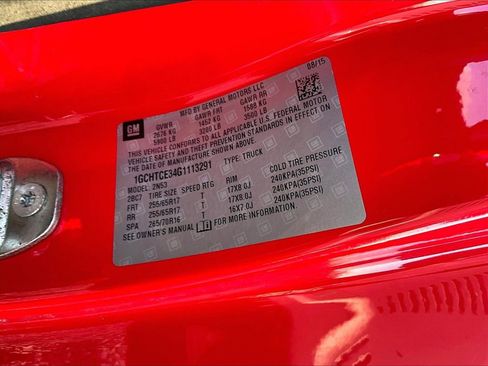 08/15
MFD BY GENERAL MOTORS LLC
GM GVWR GAWR FRT GAWR RR
2676 KG 1452 KG 1588 KG
5900 LB 3200 LB 3500 LB
THIS VEHICLE CONFORMS TO ALL APPLICABLE U.S. FEDERAL MOTOR
VEHICLE SAFETY AND THEFT PREVENTION STANDARDS IN EFFECT ON
THE DATE OF MANUFACTURE SHOWN ABOVE.
1GCHTCE34G1113291 TYPE: TRUCK
MODEL: 2N53
2BC7 TIRE SIZE SPEED RTG RIM COLD TIRE PRESSURE
FRT 255/65R17 T 17X8.0J 240KPA(35PSI)
RR 255/65R17 T 17X8.0J 240KPA(35PSI)
SPA 265/70R16 T 16X7.0J 240KPA(35PSI)
SEE OWNER'S MANUAL FOR MORE INFORMATION.